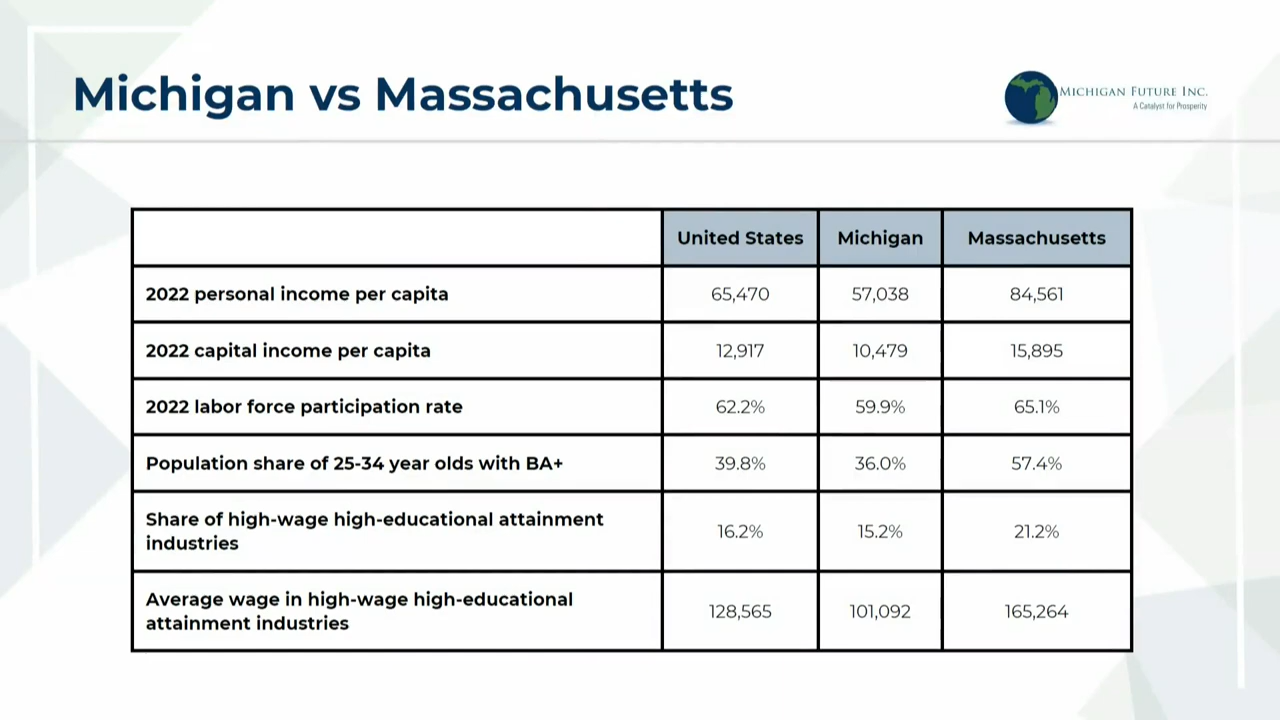 Michigan vs Massachusetts
MICHIGAN FUTURE INC.
A Catalyst for Prosperity
United States Michigan Massachusetts
2022 personal income per capita 65,470 57,038 84,561
2022 capital income per capita 12,917 10,479 15,895
2022 labor force participation rate 62.2% 59.9% 65.1%
Population share of 25-34 year olds with BA+ 39.8% 36.0% 57.4%
Share of high-wage high-educational attainment
industries 16.2% 15.2% 21.2%
Average wage in high-wage high-educational
attainment industries 128,565 101,092 165,264